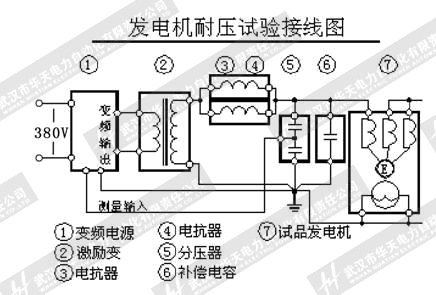 发电机耐压试验接线图
① ② ③ ④ ⑤ ⑥ ⑦
380V
变频输出
E
测量输入
①变频电源 ④电抗器 ⑦试品发电机
②激励变 ⑤分压器
③电抗器 ⑥补偿电容